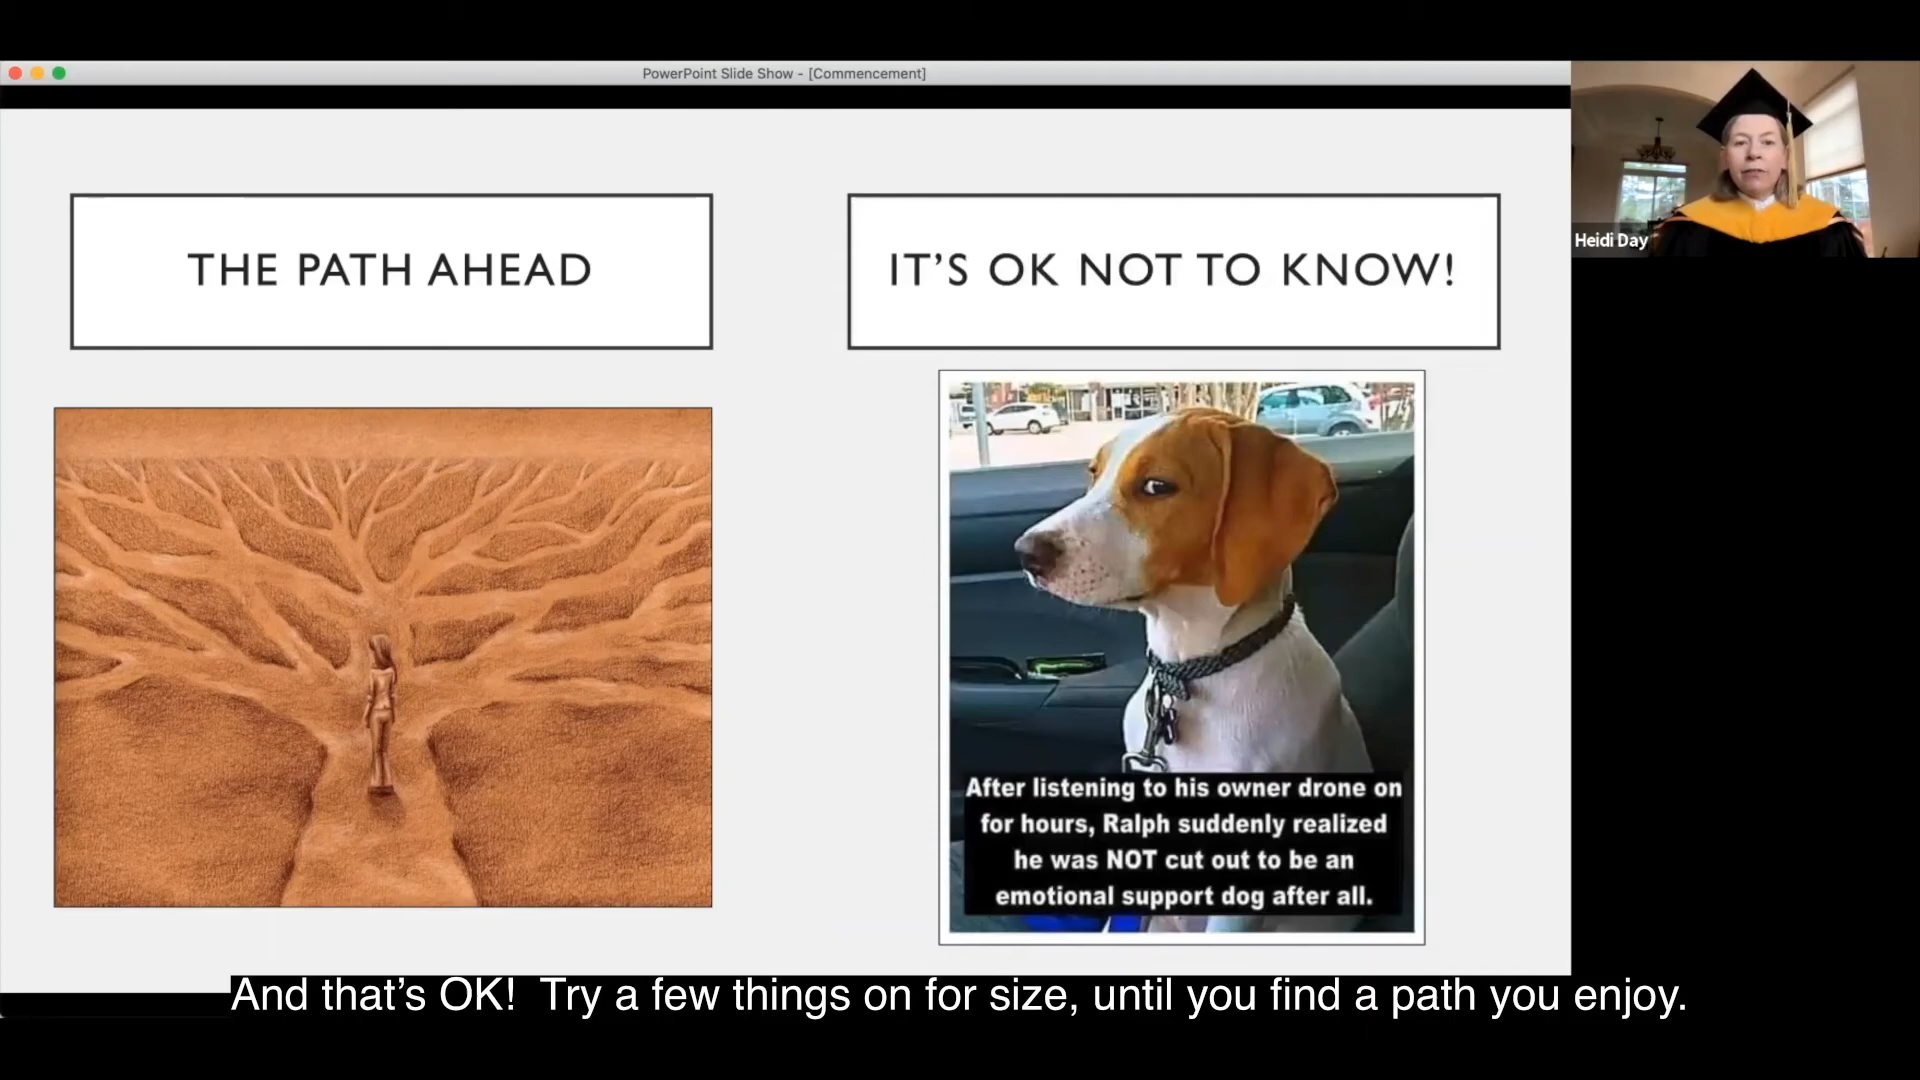 PowerPoint Slide Show - [Commencement]
THE PATH AHEAD
IT’S OK NOT TO KNOW!
Heidi Day
After listening to his owner drone on
for hours, Ralph suddenly realized
he was NOT cut out to be an
emotional support dog after all.
And that’s OK!  Try a few things on for size, until you find a path you enjoy.